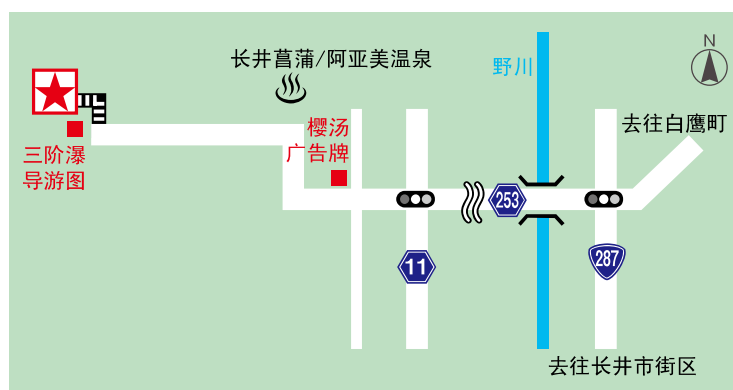 N
长井菖蒲/阿亚美温泉
野川
去往白鹰町
樱汤
广告牌
三阶瀑
导游图
253
11
287
去往长井市街区